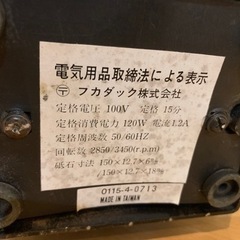 電気用品取締法による表示
〒 フカダック株式会社
定格電圧 100V 定格 15分
定格消費電力 120W 電流1.2A
定格周波数 50/60HZ
回転数 2850/3450(r.p.m)
砥石寸法 150×12.7×6%
/150×12.7×18%
0115-4-0713
MADE IN TAIWAN